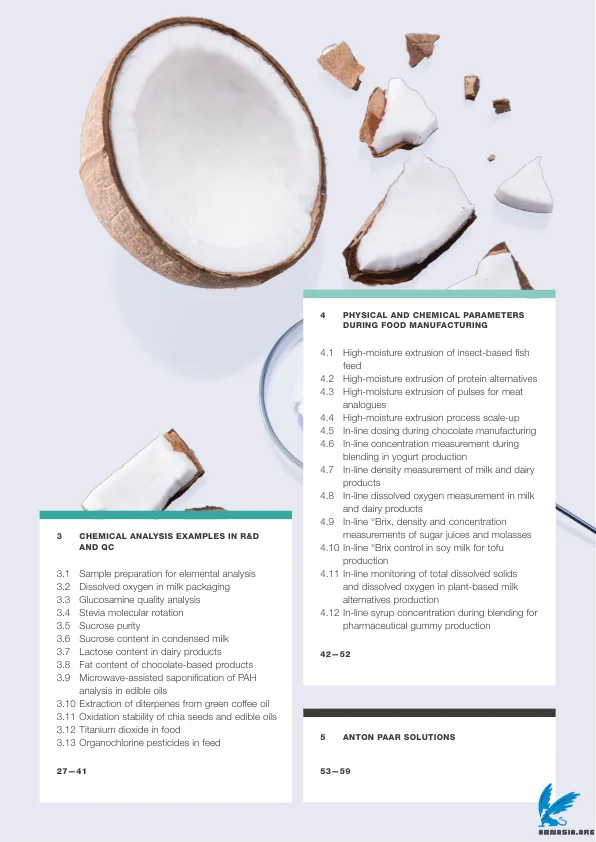 3 CHEMICAL ANALYSIS EXAMPLES IN R&D
AND QC
3.1 Sample preparation for elemental analysis
3.2 Dissolved oxygen in milk packaging
3.3 Glucosamine quality analysis
3.4 Stevia molecular rotation
3.5 Sucrose purity
3.6 Sucrose content in condensed milk
3.7 Lactose content in dairy products
3.8 Fat content of chocolate-based products
3.9 Microwave-assisted saponification of PAH
analysis in edible oils
3.10 Extraction of diterpenes from green coffee oil
3.11 Oxidation stability of chia seeds and edible oils
3.12 Titanium dioxide in food
3.13 Organochlorine pesticides in feed
27—41
4 PHYSICAL AND CHEMICAL PARAMETERS
DURING FOOD MANUFACTURING
4.1 High-moisture extrusion of insect-based fish
feed
4.2 High-moisture extrusion of protein alternatives
4.3 High-moisture extrusion of pulses for meat
analogues
4.4 High-moisture extrusion process scale-up
4.5 In-line dosing during chocolate manufacturing
4.6 In-line concentration measurement during
blending in yogurt production
4.7 In-line density measurement of milk and dairy
products
4.8 In-line dissolved oxygen measurement in milk
and dairy products
4.9 In-line °Brix, density and concentration
measurements of sugar juices and molasses
4.10 In-line °Brix control in soy milk for tofu
production
4.11 In-line monitoring of total dissolved solids
and dissolved oxygen in plant-based milk
alternatives production
4.12 In-line syrup concentration during blending for
pharmaceutical gummy production
42—52
5 ANTON PAAR SOLUTIONS
53—59
ABNASIA.ORG